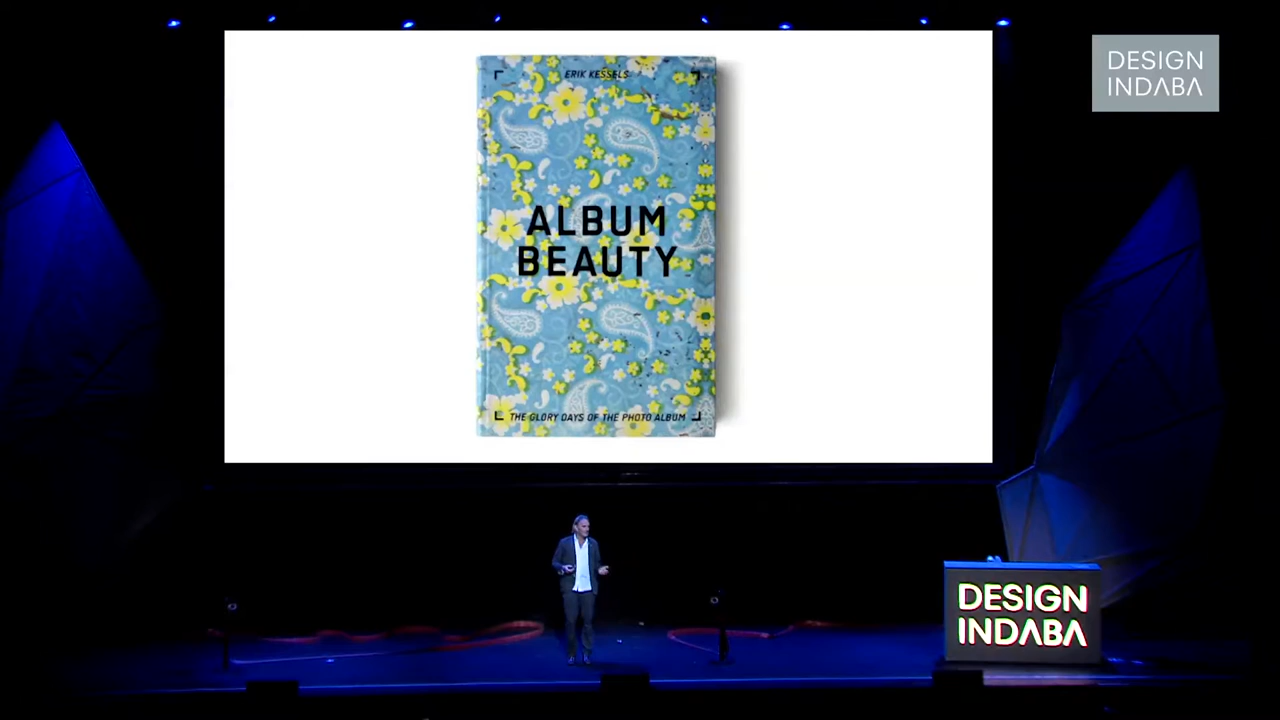 ERIK KESSELS
ALBUM
BEAUTY
THE GLORY DAYS OF THE PHOTO ALBUM
DESIGN
INDABA
DESIGN
INDABA